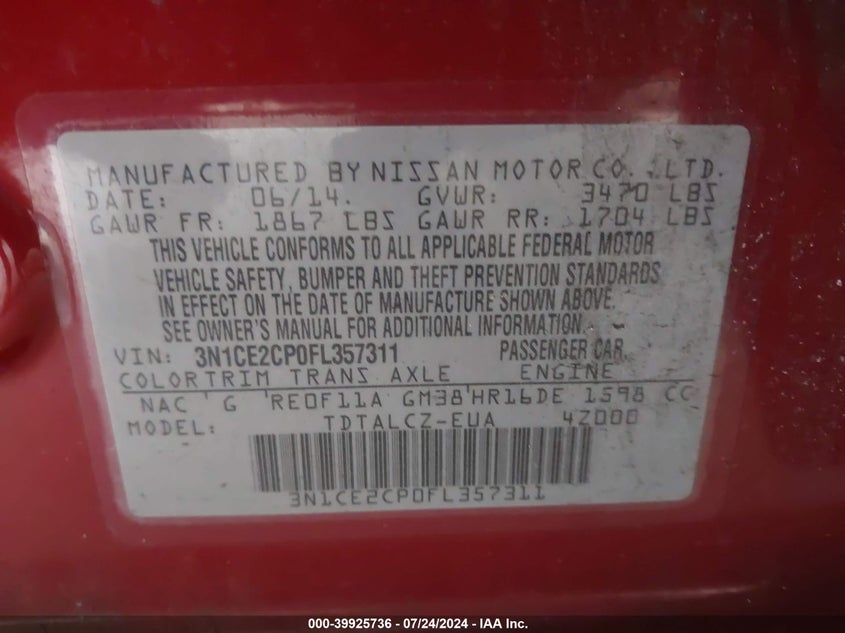 MANUFACTURED BY NISSAN MOTOR CO., LTD.
DATE: 06/14. GVWR: 3470 LBS
GAWR FR: 1867 LBS GAWR RR: 1704 LBS
THIS VEHICLE CONFORMS TO ALL APPLICABLE FEDERAL MOTOR
VEHICLE SAFETY, BUMPER AND THEFT PREVENTION STANDARDS
IN EFFECT ON THE DATE OF MANUFACTURE SHOWN ABOVE.
SEE OWNER'S MANUAL FOR ADDITIONAL INFORMATION.
VIN: 3N1CE2CP0FL357311 PASSENGER CAR
COLOR TRIM TRANS AXLE ENGINE
NAC G RE0F11A GM38 HR16DE 1598 CC
MODEL: TDTALCZ-EUA 4Z000
3N1CE2CP0FL357311
000-39925736 - 07/24/2024 - IAA Inc.